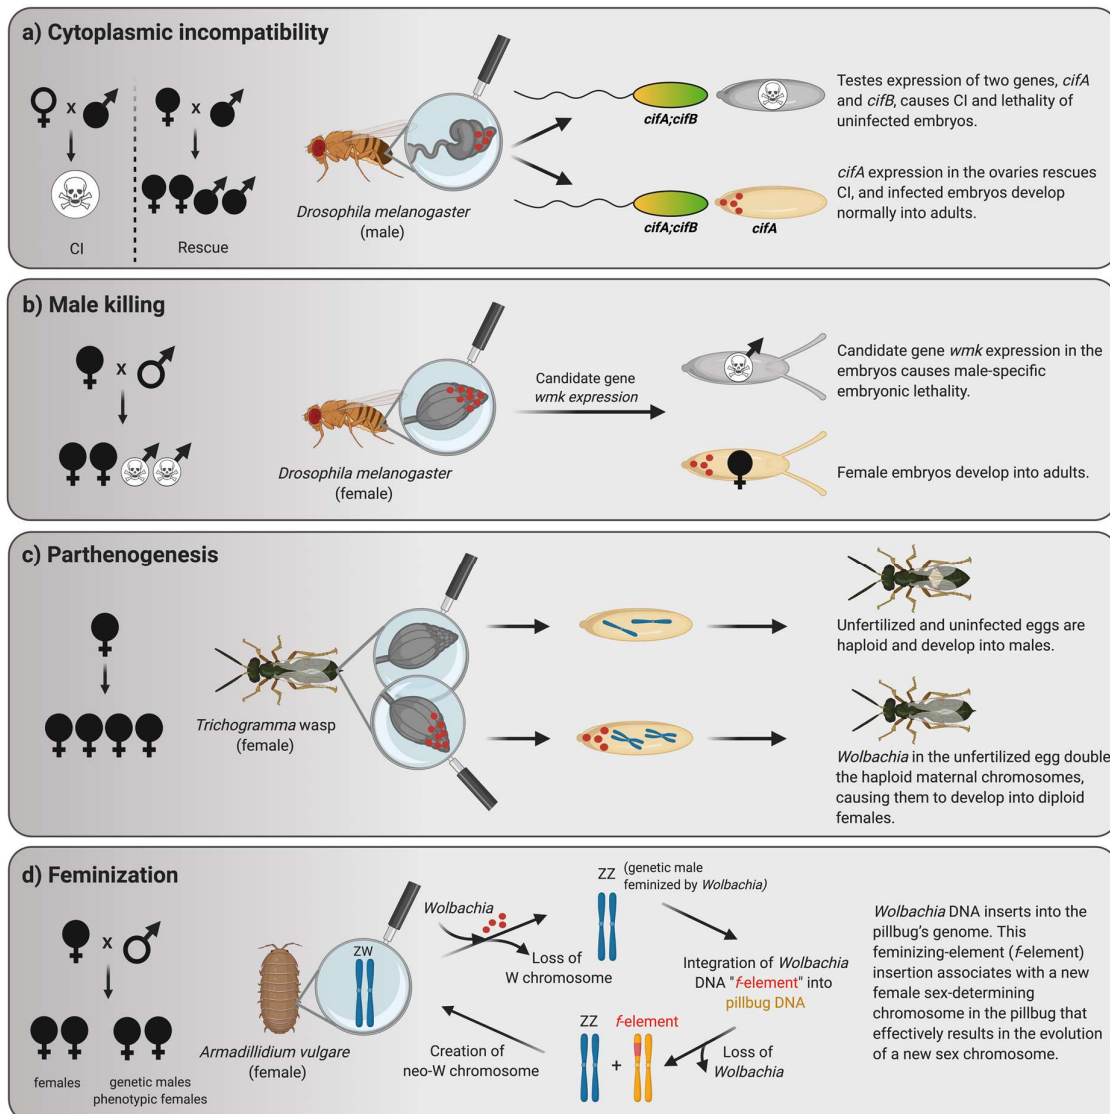 a) Cytoplasmic incompatibility
x
x
CI
Rescue
Drosophila melanogaster
(male)
cifA;cifB
cifA;cifB
cifA
Testes expression of two genes, cifA
and cifB, causes CI and lethality of
uninfected embryos.
cifA expression in the ovaries rescues
CI, and infected embryos develop
normally into adults.
b) Male killing
x
Drosophila melanogaster
(female)
Candidate gene
wmk expression
Candidate gene wmk expression in the
embryos causes male-specific
embryonic lethality.
Female embryos develop into adults.
c) Parthenogenesis
Trichogramma wasp
(female)
Unfertilized and uninfected eggs are
haploid and develop into males.
Wolbachia in the unfertilized egg double
the haploid maternal chromosomes,
causing them to develop into diploid
females.
d) Feminization
x
females
genetic males
phenotypic females
Armadillidium vulgare
(female)
ZW
Wolbachia
Loss of
W chromosome
ZZ
(genetic male
feminized by Wolbachia)
Integration of Wolbachia
DNA "f-element" into
pillbug DNA
Loss of
Wolbachia
ZZ
+
f-element
Creation of
neo-W chromosome
Wolbachia DNA inserts into the
pillbug's genome. This
feminizing-element (f-element)
insertion associates with a new
female sex-determining
chromosome in the pillbug that
effectively results in the evolution
of a new sex chromosome.